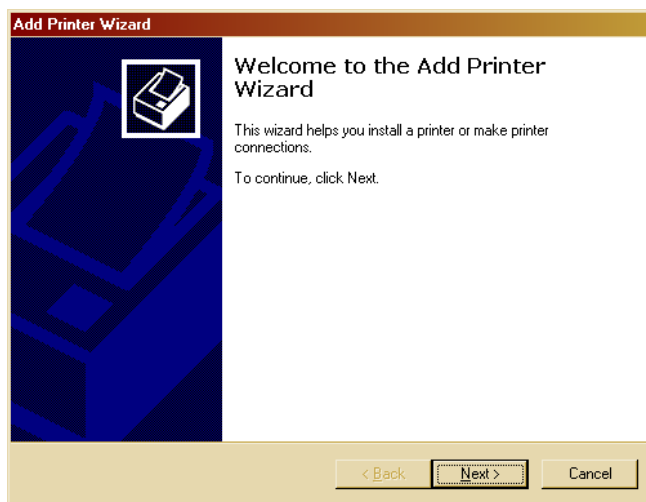 Add Printer Wizard
Welcome to the Add Printer
Wizard
This wizard helps you install a printer or make printer
connections.
To continue, click Next.
< Back
Next >
Cancel